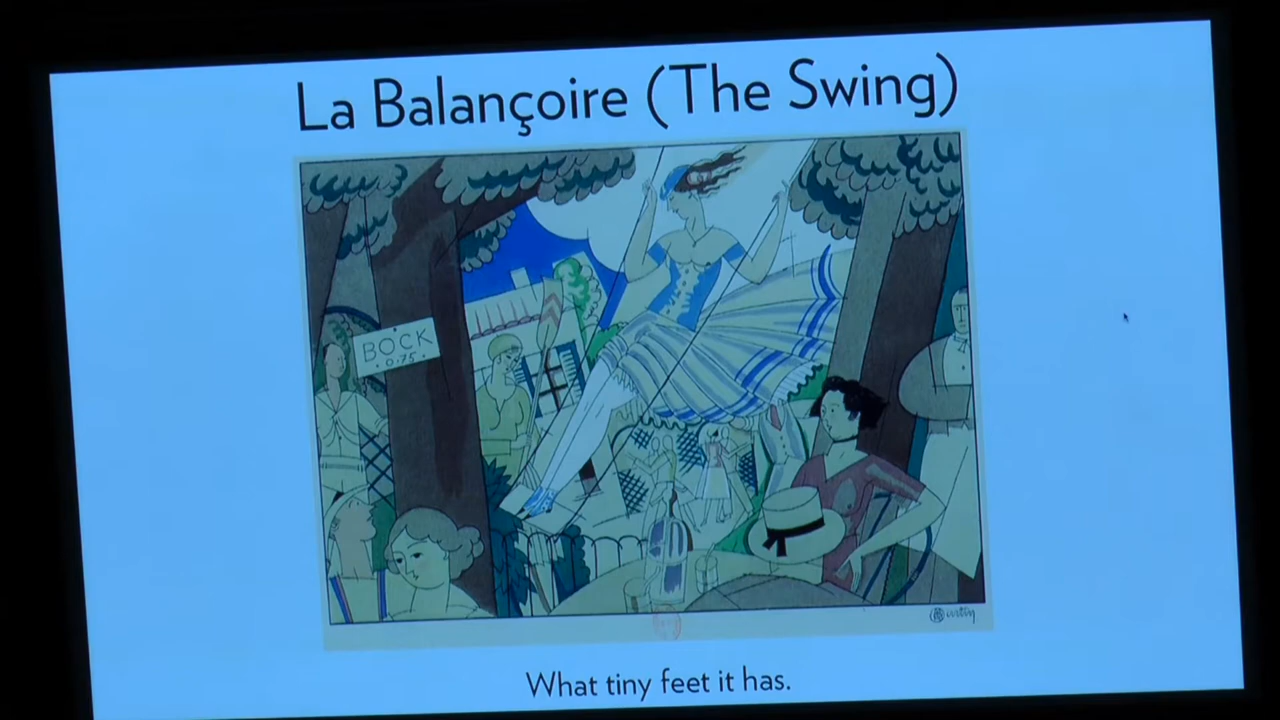 La Balançoire (The Swing)
BOCK
. 0.75 .
What tiny feet it has.